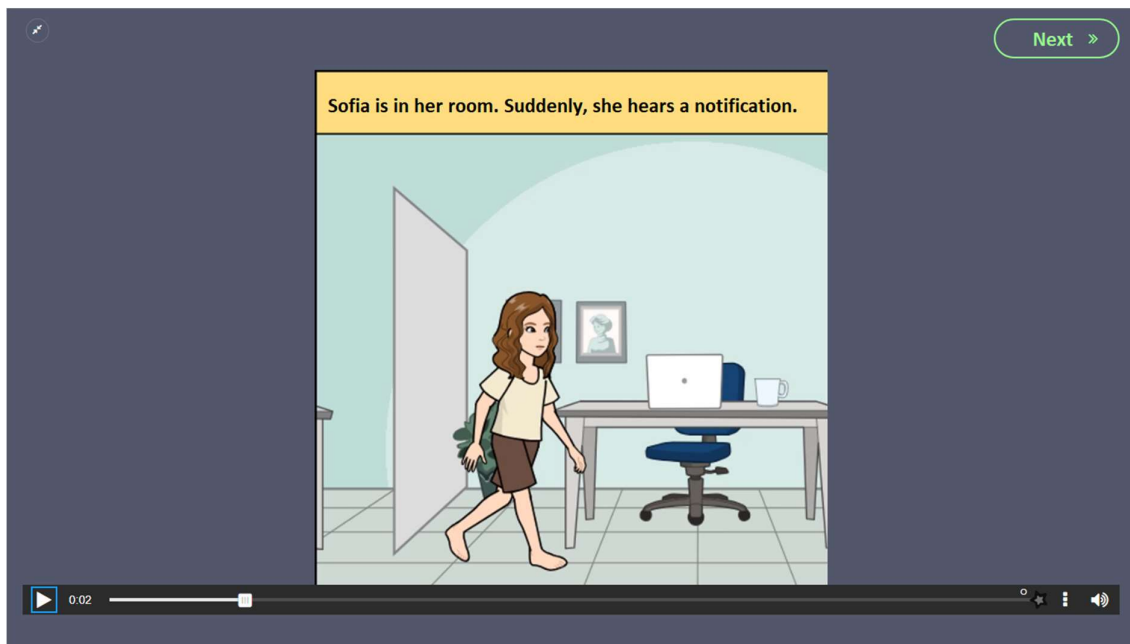 Next
Sofia is in her room. Suddenly, she hears a notification.
0:02